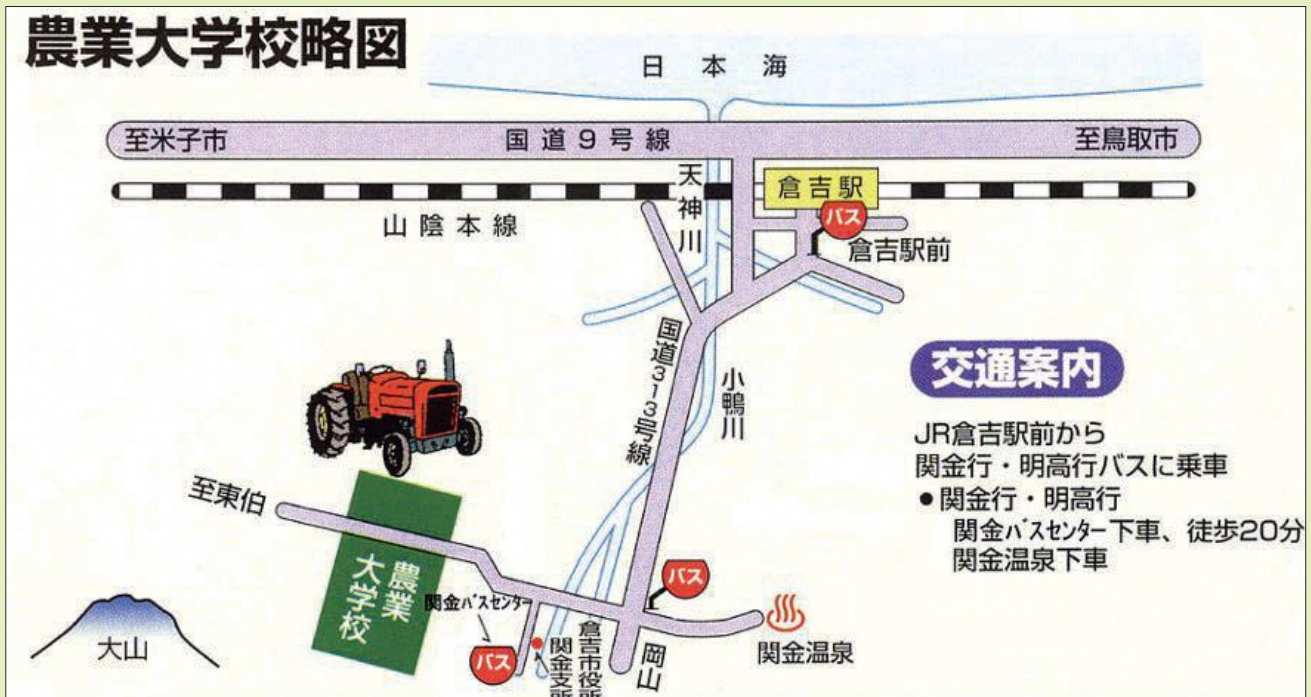 農業大学校略図
日本海
至米子市
国道9号線
至鳥取市
天神川
倉吉駅
バス
山陰本線
倉吉駅前
国道313号線
小鴨川
交通案内
JR倉吉駅前から
関金行・明高行バスに乗車
●関金行・明高行
関金バスセンター下車、徒歩20分
関金温泉下車
至東伯
農業
大学校
関金バスセンター
バス
バス
倉吉市役所
関金支所
岡山
関金温泉
大山